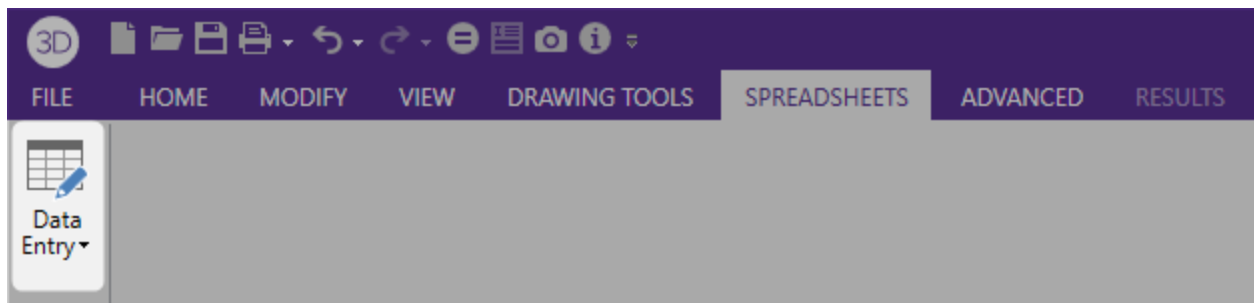 3D
FILE HOME MODIFY VIEW DRAWING TOOLS SPREADSHEETS ADVANCED RESULTS
Data
Entry